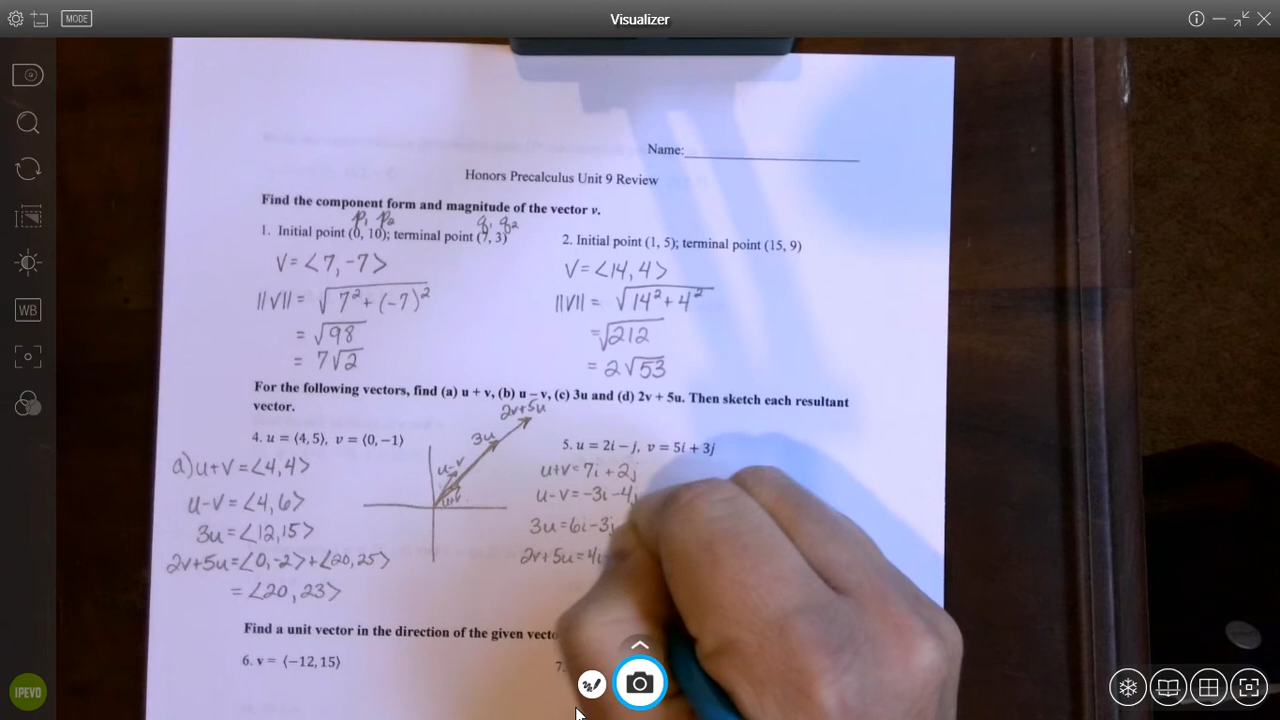 Visualizer
MODE
WB
Name:
Honors Precalculus Unit 9 Review
Find the component form and magnitude of the vector v.
p₁ p₂ q₁ q₂
1. Initial point (0, 10); terminal point (7, 3)
2. Initial point (1, 5); terminal point (15, 9)
V = <7, -7>
V = <14, 4>
||V|| = √7² + (-7)²
||V|| = √14² + 4²
= √98
= √212
= 7√2
= 2√53
For the following vectors, find (a) u + v, (b) u – v, (c) 3u and (d) 2v + 5u. Then sketch each resultant
vector.
2v+5u
3u
u-v
u+v
4. u = ⟨4, 5⟩, v = ⟨0, −1⟩
5. u = 2i − j, v = 5i + 3j
a) u+v = <4,4>
u+v = 7i + 2j
u-v = <4,6>
u-v = -3i - 4j
3u = <12,15>
3u = 6i - 3j
2v+5u = <0,-2> + <20,25>
2v+5u = 4i
= <20,23>
Find a unit vector in the direction of the given
6. v = ⟨−12, 15⟩
7.
IPEVO